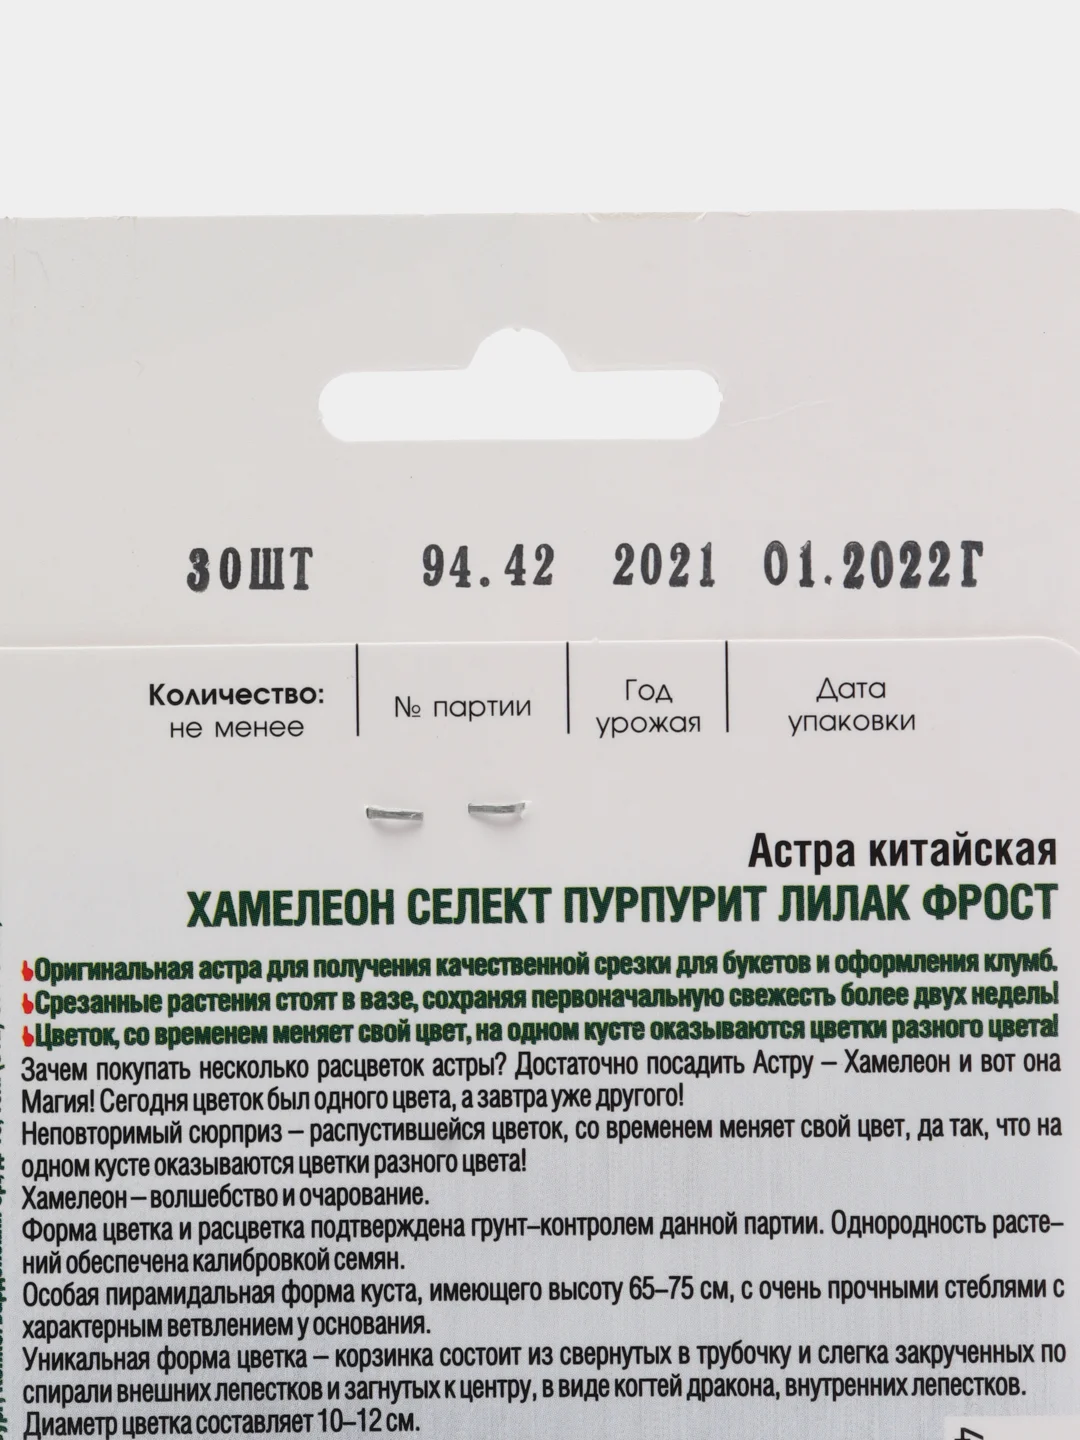 30ШТ 94.42 2021 01.2022Г
Количество: не менее
№ партии
Год урожая
Дата упаковки
Астра китайская
ХАМЕЛЕОН СЕЛЕКТ ПУРПУРИТ ЛИЛАК ФРОСТ
Оригинальная астра для получения качественной срезки для букетов и оформления клумб.
Срезанные растения стоят в вазе, сохраняя первоначальную свежесть более двух недель!
Цветок, со временем меняет свой цвет, на одном кусте оказываются цветки разного цвета!
Зачем покупать несколько расцветок астры? Достаточно посадить Астру – Хамелеон и вот она
Магия! Сегодня цветок был одного цвета, а завтра уже другого!
Неповторимый сюрприз – распустившейся цветок, со временем меняет свой цвет, да так, что на
одном кусте оказываются цветки разного цвета!
Хамелеон – волшебство и очарование.
Форма цветка и расцветка подтверждена грунт–контролем данной партии. Однородность расте–
ний обеспечена калибровкой семян.
Особая пирамидальная форма куста, имеющего высоту 65–75 см, с очень прочными стеблями с
характерным ветвлением у основания.
Уникальная форма цветка – корзинка состоит из свернутых в трубочку и слегка закрученных по
спирали внешних лепестков и загнутых к центру, в виде когтей дракона, внутренних лепестков.
Диаметр цветка составляет 10–12 см.